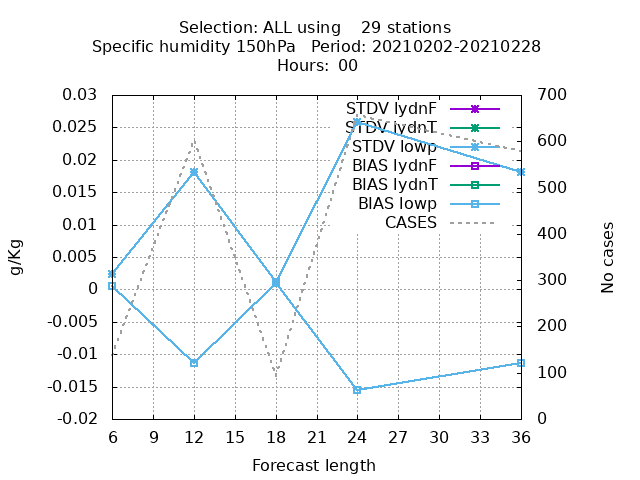 Selection: ALL using    29 stations
Specific humidity 150hPa   Period: 20210202-20210228
Hours: 00
0.03
0.025
0.02
0.015
0.01
0.005
0
-0.005
-0.01
-0.015
-0.02
g/Kg
STDV lydnF
STDV lydnT
STDV lowp
BIAS lydnF
BIAS lydnT
BIAS lowp
CASES
700
600
500
400
300
200
100
0
No cases
6 9 12 15 18 21 24 27 30 33 36
Forecast length